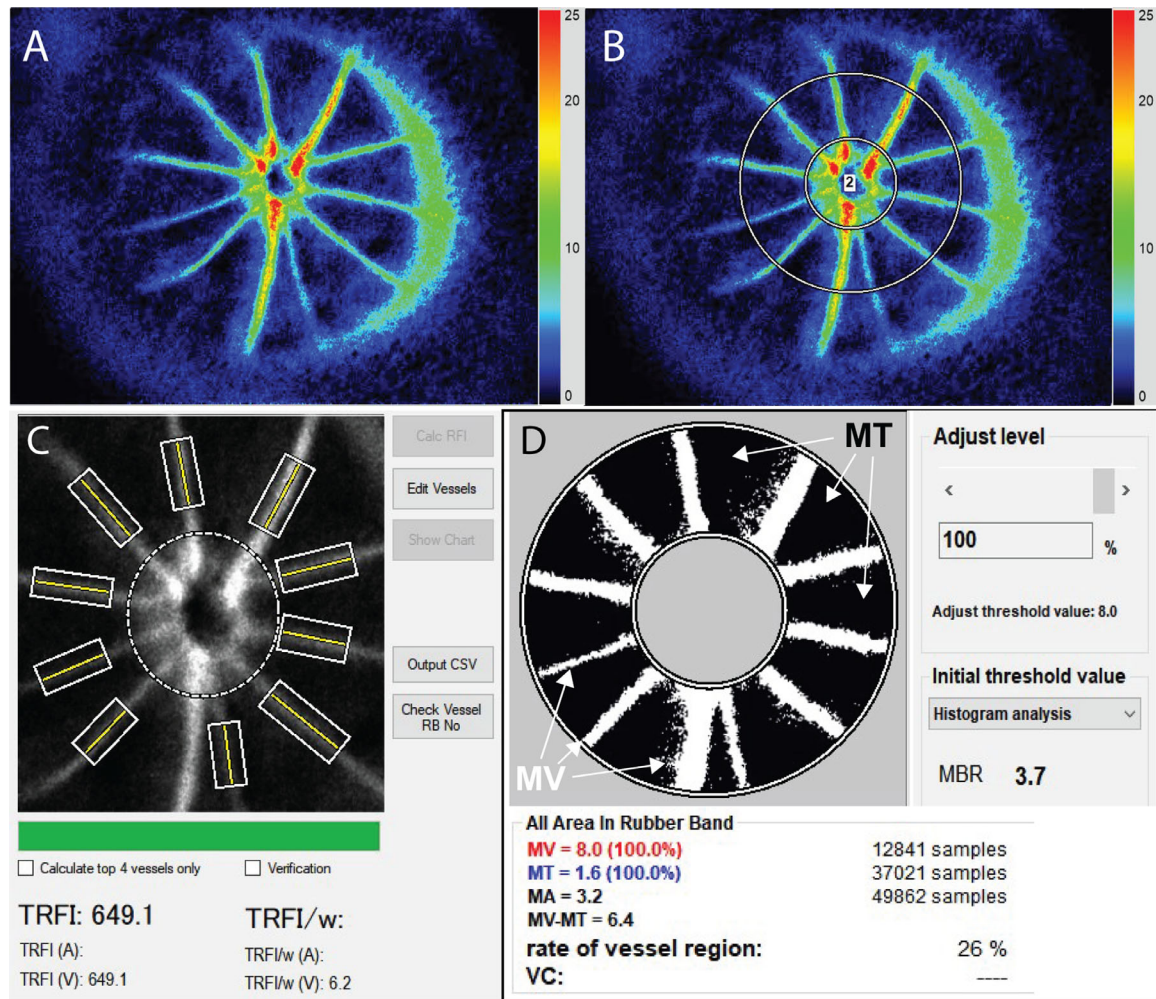 A
25
20
10
0
B
25
20
10
0
2
C
Calc RFI
Edit Vessels
Show Chart
Output CSV
Check Vessel
RB No
Calculate top 4 vessels only
Verification
TRFI: 649.1
TRFI/w:
TRFI (A):
TRFI/w (A):
TRFI (V): 649.1
TRFI/w (V): 6.2
D
MT
MV
Adjust level
<
>
100
%
Adjust threshold value: 8.0
Initial threshold value
Histogram analysis
MBR 3.7
All Area In Rubber Band
MV = 8.0 (100.0%) 12841 samples
MT = 1.6 (100.0%) 37021 samples
MA = 3.2 49862 samples
MV-MT = 6.4
rate of vessel region: 26 %
VC: ----